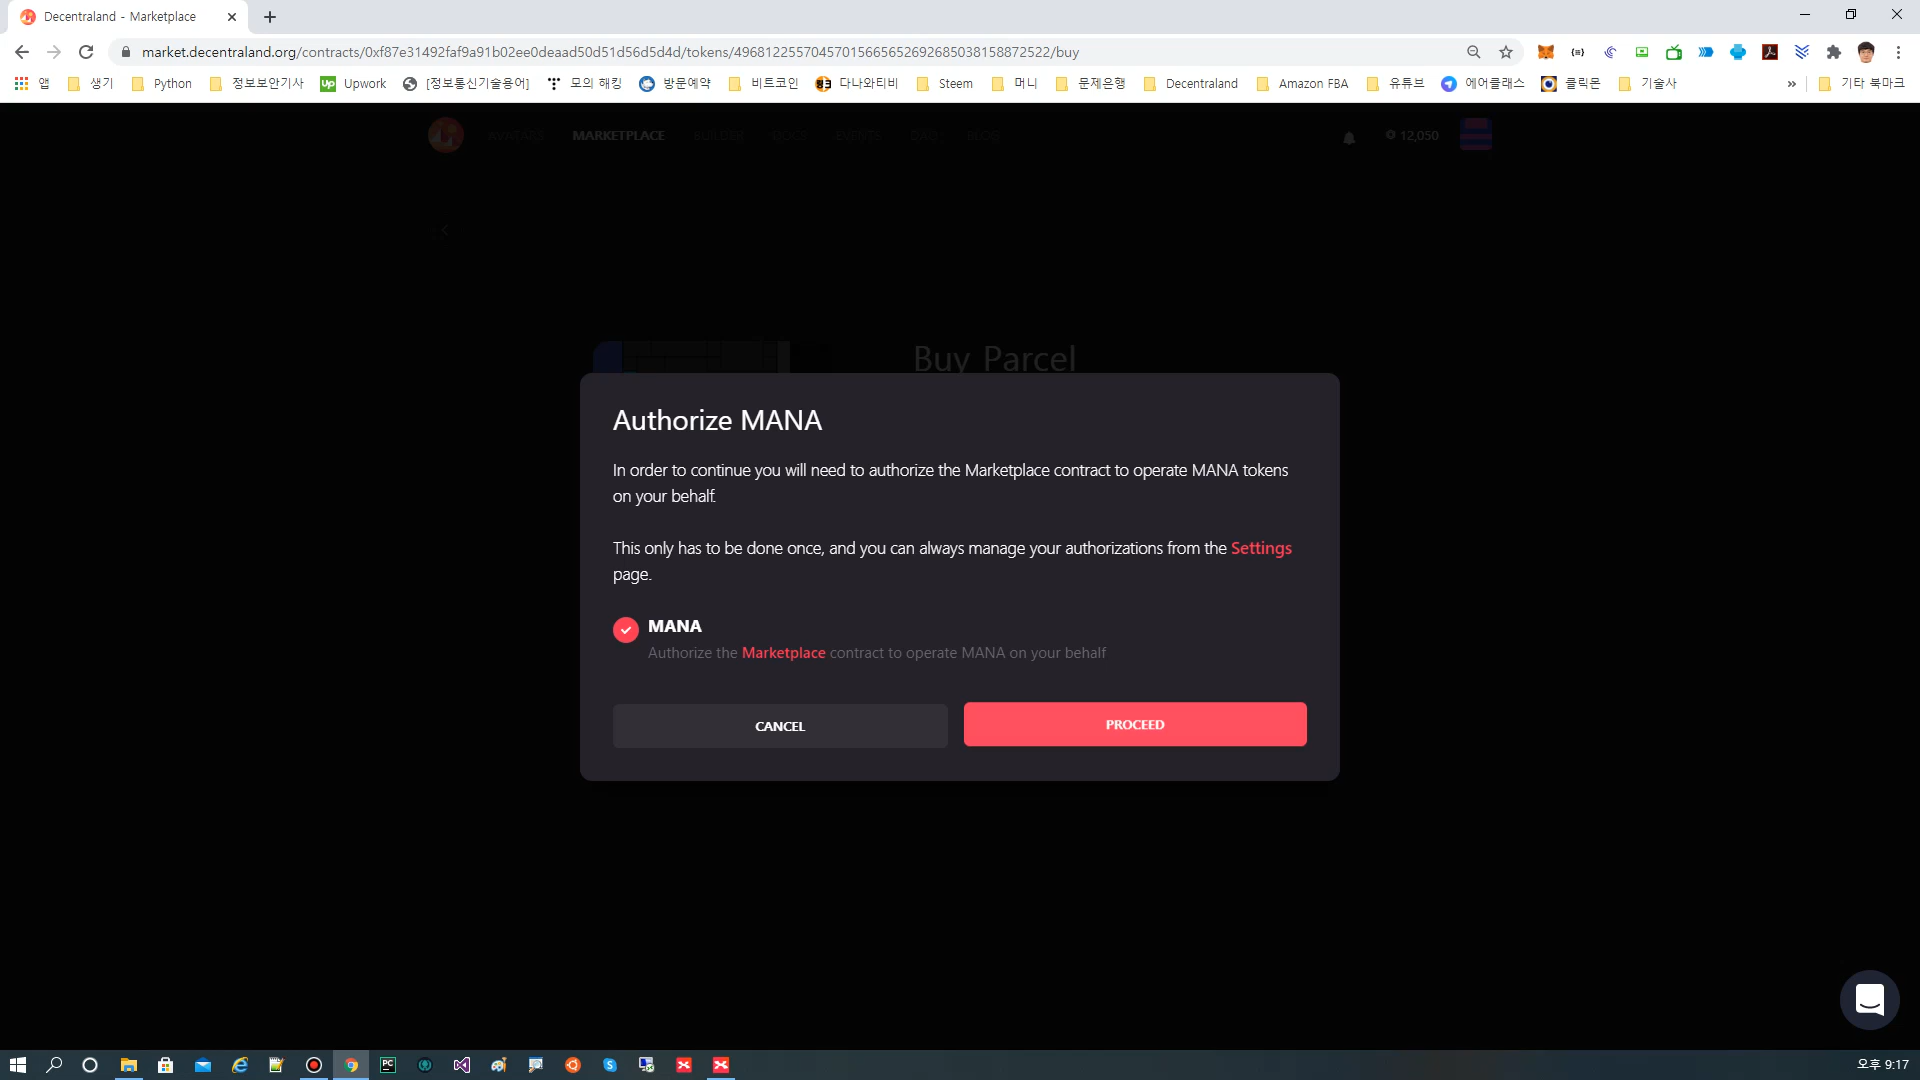 Decentraland - Marketplace
market.decentraland.org/contracts/0xf87e31492faf9a91b02ee0deaad50d51d56d5d4d/tokens/49681225570457015665652692685038158872522/buy
앱 생기 Python 정보보안기사 Up Upwork [정보통신기술용어] 모의 해킹 방문예약 비트코인 다나와티비 Steem 머니 문제은행 Decentraland Amazon FBA 유튜브 에어클래스 클릭몬 기술사 » 기타 북마크
MARKETPLACE BUILDER EVENTS BLOG 12,050
Buy Parcel
Authorize MANA
In order to continue you will need to authorize the Marketplace contract to operate MANA tokens
on your behalf.
This only has to be done once, and you can always manage your authorizations from the Settings
page.
MANA
Authorize the Marketplace contract to operate MANA on your behalf
CANCEL PROCEED
오후 9:17